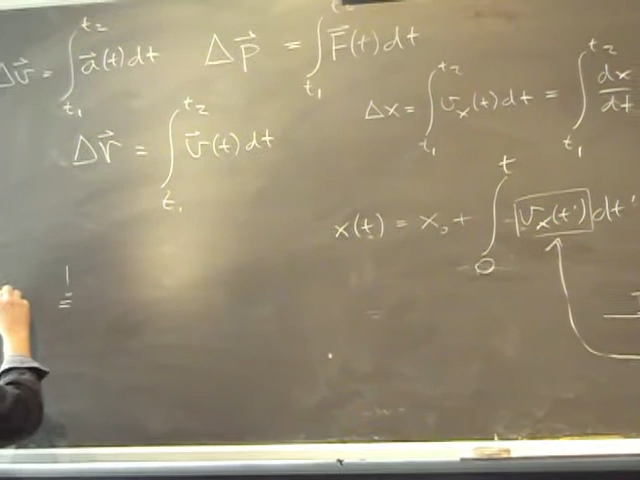 Δv⃗ = ∫_{t₁}^{t₂} a⃗(t)dt
Δp⃗ = ∫_{t₁}^{t₂} F⃗(t)dt
Δx = ∫_{t₁}^{t₂} v_x(t)dt = ∫_{t₁}^{t₂} dx/dt
Δr⃗ = ∫_{t₁}^{t₂} v⃗(t)dt
x(t) = x₀ + ∫_0^t v_x(t')dt'